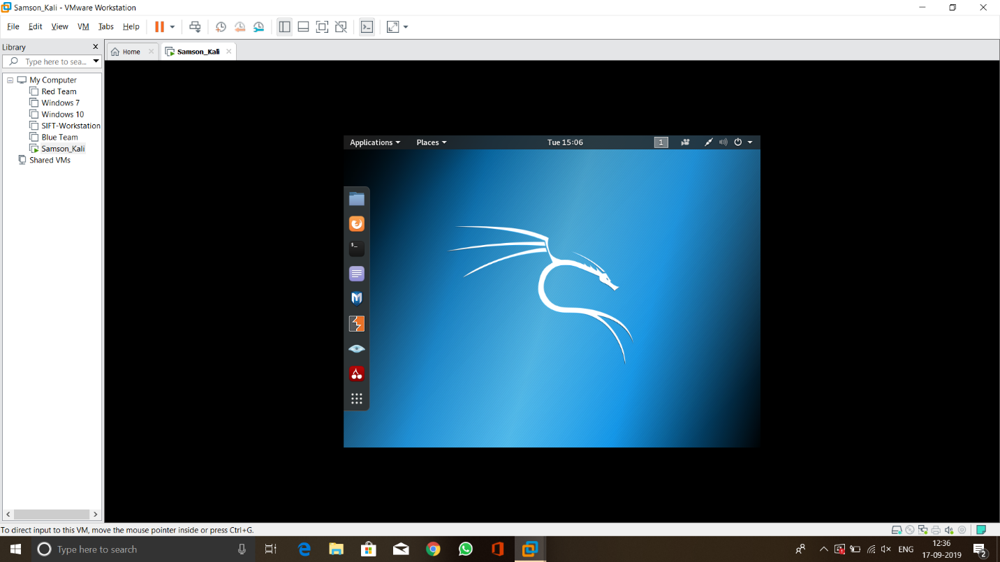 Samson_Kali - VMware Workstation
File Edit View VM Tabs Help
Library
Type here to sea...
Home
Samson_Kali
My Computer
Red Team
Windows 7
Windows 10
SIFT-Workstation
Blue Team
Samson_Kali
Shared VMs
Applications Places Tue 15:06 1
$_
To direct input to this VM, move the mouse pointer inside or press Ctrl+G.
Type here to search
ENG
12:36
17-09-2019
2